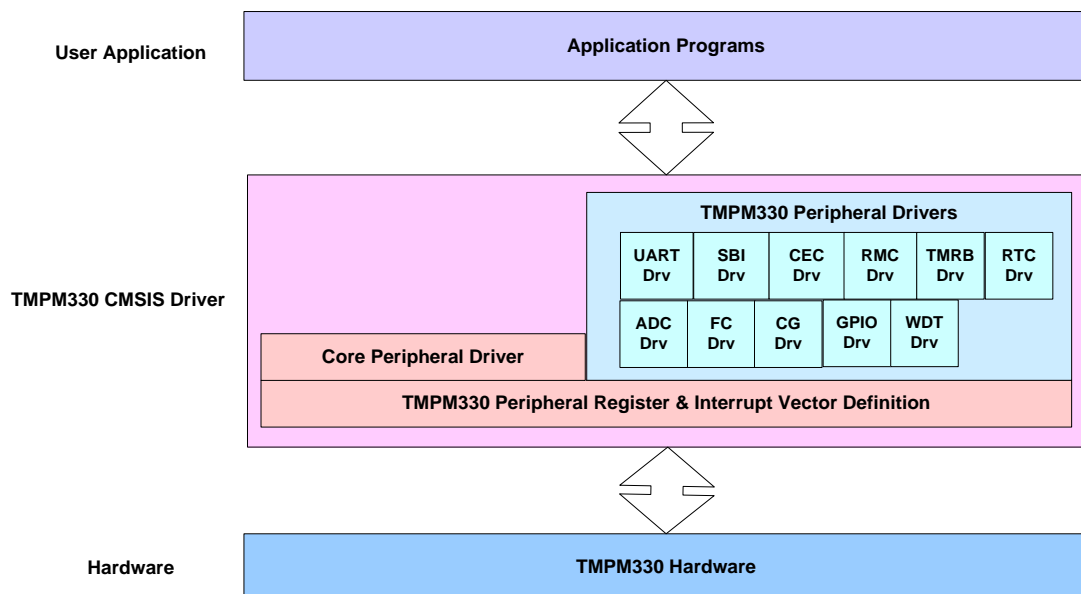 User Application
Application Programs
TMPM330 CMSIS Driver
TMPM330 Peripheral Drivers
UART
Drv
SBI
Drv
CEC
Drv
RMC
Drv
TMRB
Drv
RTC
Drv
ADC
Drv
FC
Drv
CG
Drv
GPIO
Drv
WDT
Drv
Core Peripheral Driver
TMPM330 Peripheral Register & Interrupt Vector Definition
Hardware
TMPM330 Hardware